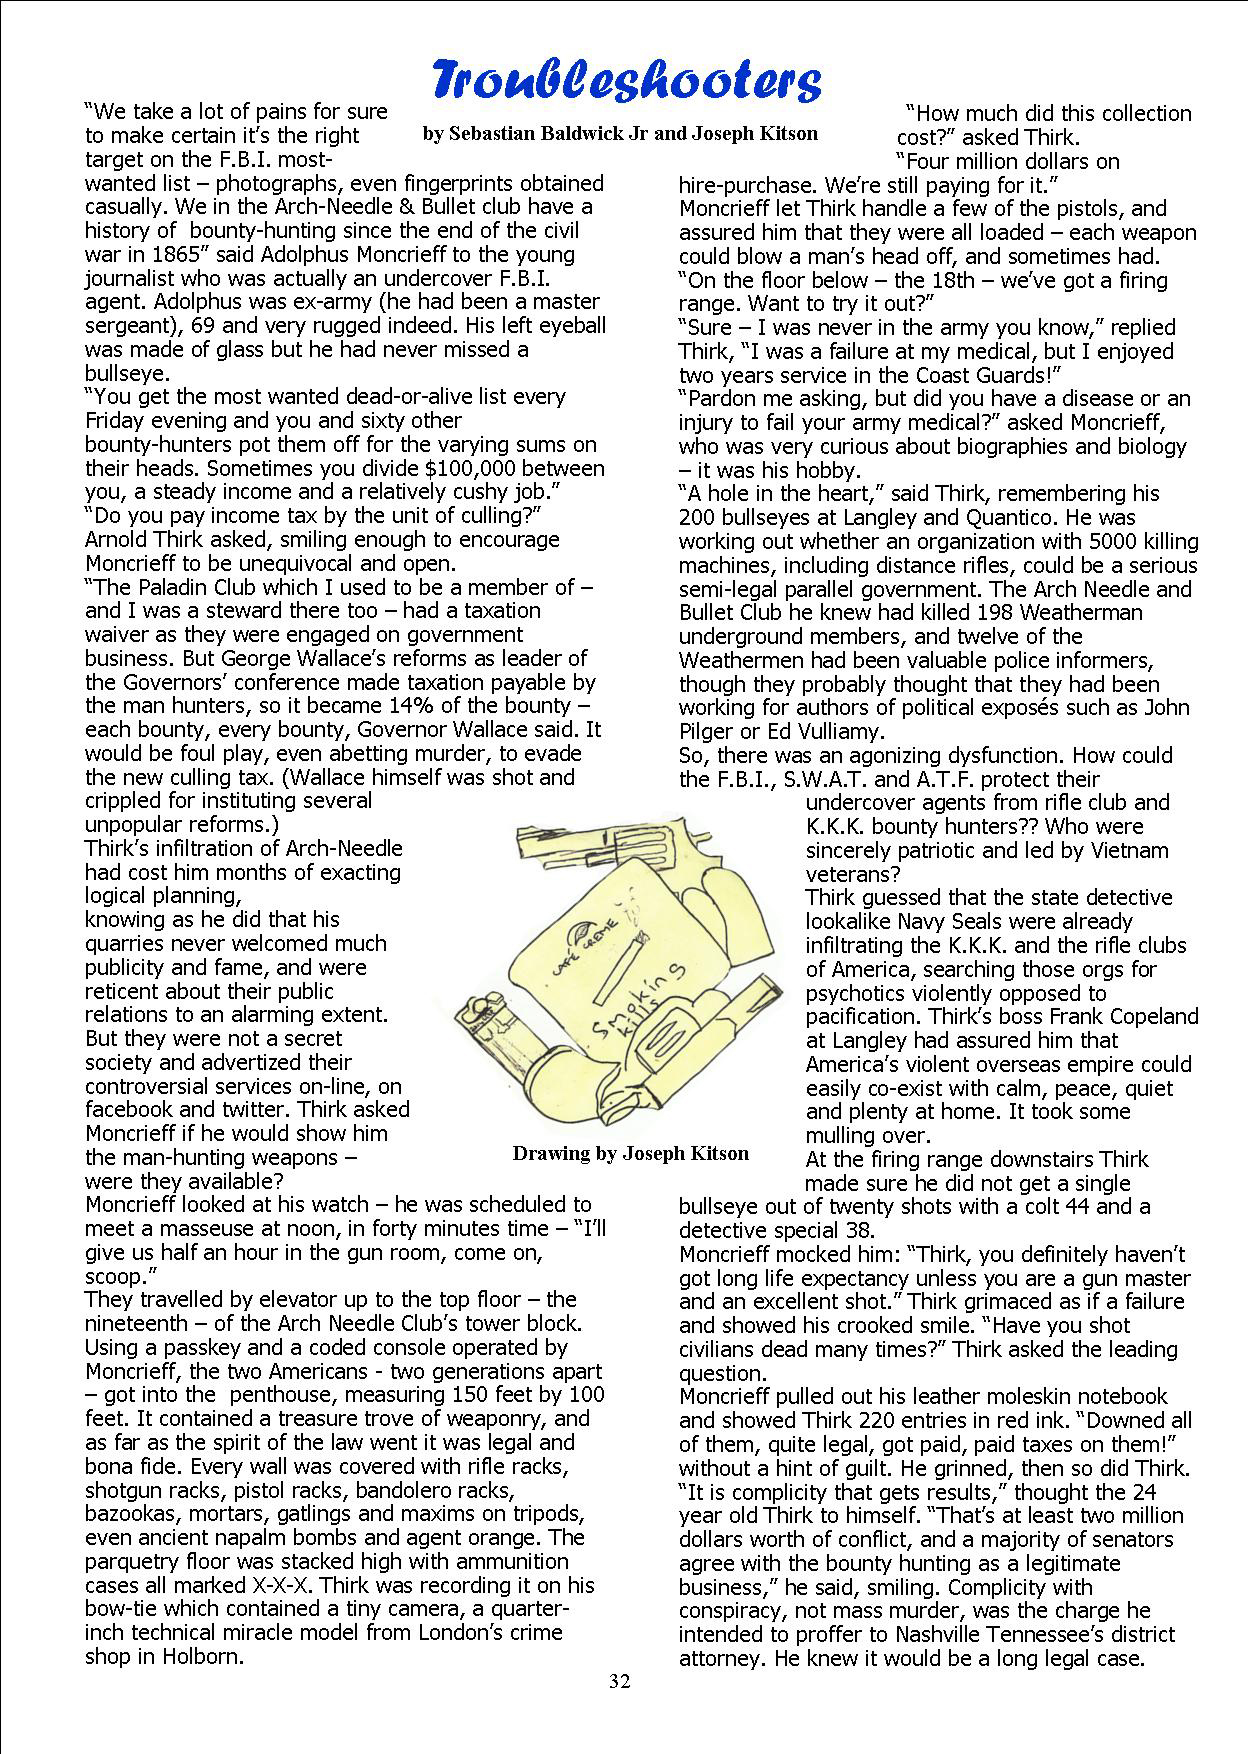 Troubleshooters
by Sebastian Baldwick Jr and Joseph Kitson
“We take a lot of pains for sure
to make certain it’s the right
target on the F.B.I. most-
wanted list – photographs, even fingerprints obtained
casually. We in the Arch-Needle & Bullet club have a
history of  bounty-hunting since the end of the civil
war in 1865” said Adolphus Moncrieff to the young
journalist who was actually an undercover F.B.I.
agent. Adolphus was ex-army (he had been a master
sergeant), 69 and very rugged indeed. His left eyeball
was made of glass but he had never missed a
bullseye.
“You get the most wanted dead-or-alive list every
Friday evening and you and sixty other
bounty-hunters pot them off for the varying sums on
their heads. Sometimes you divide $100,000 between
you, a steady income and a relatively cushy job.”
“Do you pay income tax by the unit of culling?”
Arnold Thirk asked, smiling enough to encourage
Moncrieff to be unequivocal and open.
“The Paladin Club which I used to be a member of –
and I was a steward there too – had a taxation
waiver as they were engaged on government
business. But George Wallace’s reforms as leader of
the Governors’ conference made taxation payable by
the man hunters, so it became 14% of the bounty –
each bounty, every bounty, Governor Wallace said. It
would be foul play, even abetting murder, to evade
the new culling tax. (Wallace himself was shot and
crippled for instituting several
unpopular reforms.)
Thirk’s infiltration of Arch-Needle
had cost him months of exacting
logical planning,
knowing as he did that his
quarries never welcomed much
publicity and fame, and were
reticent about their public
relations to an alarming extent.
But they were not a secret
society and advertized their
controversial services on-line, on
facebook and twitter. Thirk asked
Moncrieff if he would show him
the man-hunting weapons –
were they available?
Moncrieff looked at his watch – he was scheduled to
meet a masseuse at noon, in forty minutes time – “I’ll
give us half an hour in the gun room, come on,
scoop.”
They travelled by elevator up to the top floor – the
nineteenth – of the Arch Needle Club’s tower block.
Using a passkey and a coded console operated by
Moncrieff, the two Americans - two generations apart
– got into the  penthouse, measuring 150 feet by 100
feet. It contained a treasure trove of weaponry, and
as far as the spirit of the law went it was legal and
bona fide. Every wall was covered with rifle racks,
shotgun racks, pistol racks, bandolero racks,
bazookas, mortars, gatlings and maxims on tripods,
even ancient napalm bombs and agent orange. The
parquetry floor was stacked high with ammunition
cases all marked X-X-X. Thirk was recording it on his
bow-tie which contained a tiny camera, a quarter-
inch technical miracle model from London’s crime
shop in Holborn.
“How much did this collection
cost?” asked Thirk.
“Four million dollars on
hire-purchase. We’re still paying for it.”
Moncrieff let Thirk handle a few of the pistols, and
assured him that they were all loaded – each weapon
could blow a man’s head off, and sometimes had.
“On the floor below – the 18th – we’ve got a firing
range. Want to try it out?”
“Sure – I was never in the army you know,” replied
Thirk, “I was a failure at my medical, but I enjoyed
two years service in the Coast Guards!”
“Pardon me asking, but did you have a disease or an
injury to fail your army medical?” asked Moncrieff,
who was very curious about biographies and biology
– it was his hobby.
“A hole in the heart,” said Thirk, remembering his
200 bullseyes at Langley and Quantico. He was
working out whether an organization with 5000 killing
machines, including distance rifles, could be a serious
semi-legal parallel government. The Arch Needle and
Bullet Club he knew had killed 198 Weatherman
underground members, and twelve of the
Weathermen had been valuable police informers,
though they probably thought that they had been
working for authors of political exposés such as John
Pilger or Ed Vulliamy.
So, there was an agonizing dysfunction. How could
the F.B.I., S.W.A.T. and A.T.F. protect their
undercover agents from rifle club and
K.K.K. bounty hunters?? Who were
sincerely patriotic and led by Vietnam
veterans?
Thirk guessed that the state detective
lookalike Navy Seals were already
infiltrating the K.K.K. and the rifle clubs
of America, searching those orgs for
psychotics violently opposed to
pacification. Thirk’s boss Frank Copeland
at Langley had assured him that
America’s violent overseas empire could
easily co-exist with calm, peace, quiet
and plenty at home. It took some
mulling over.
At the firing range downstairs Thirk
made sure he did not get a single
bullseye out of twenty shots with a colt 44 and a
detective special 38.
Moncrieff mocked him: “Thirk, you definitely haven’t
got long life expectancy unless you are a gun master
and an excellent shot.” Thirk grimaced as if a failure
and showed his crooked smile. “Have you shot
civilians dead many times?” Thirk asked the leading
question.
Moncrieff pulled out his leather moleskin notebook
and showed Thirk 220 entries in red ink. “Downed all
of them, quite legal, got paid, paid taxes on them!”
without a hint of guilt. He grinned, then so did Thirk.
“It is complicity that gets results,” thought the 24
year old Thirk to himself. “That’s at least two million
dollars worth of conflict, and a majority of senators
agree with the bounty hunting as a legitimate
business,” he said, smiling. Complicity with
conspiracy, not mass murder, was the charge he
intended to proffer to Nashville Tennessee’s district
attorney. He knew it would be a long legal case.
CAFÉ CREME
Smoking
kills
Drawing by Joseph Kitson
32